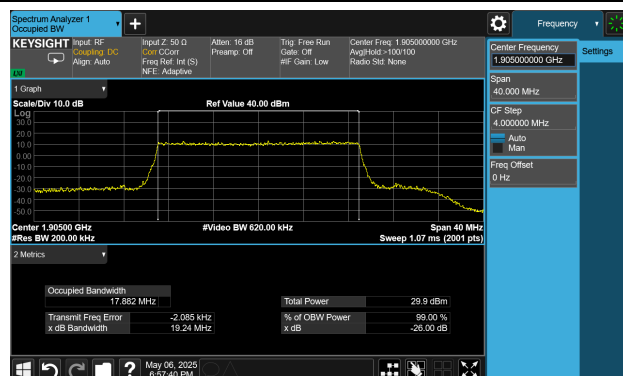 Spectrum Analyzer 1
Occupied BW
Frequency
KEYSIGHT
Input: RF
Coupling: DC
Align: Auto
Input Z: 50 Ω
Corr CCorr
Freq Ref: Int (S)
NFE: Adaptive
Atten: 16 dB
Preamp: Off
Trig: Free Run
Gate: Off
#IF Gain: Low
Center Freq: 1.905000000 GHz
Avg|Hold:>100/100
Radio Std: None
LXI
Center Frequency
1.905000000 GHz
Settings
Span
40.000 MHz
CF Step
4.000000 MHz
Auto
Man
Freq Offset
0 Hz
1 Graph
Scale/Div 10.0 dB
Ref Value 40.00 dBm
Log
30.0
20.0
10.0
0.00
-10.0
-20.0
-30.0
-40.0
-50.0
Center 1.90500 GHz
#Video BW 620.00 kHz
Span 40 MHz
#Res BW 200.00 kHz
Sweep 1.07 ms (2001 pts)
2 Metrics
Occupied Bandwidth
17.882 MHz
Total Power
29.9 dBm
Transmit Freq Error
-2.085 kHz
% of OBW Power
99.00 %
x dB Bandwidth
19.24 MHz
x dB
-26.00 dB
May 06, 2025
6:57:40 PM